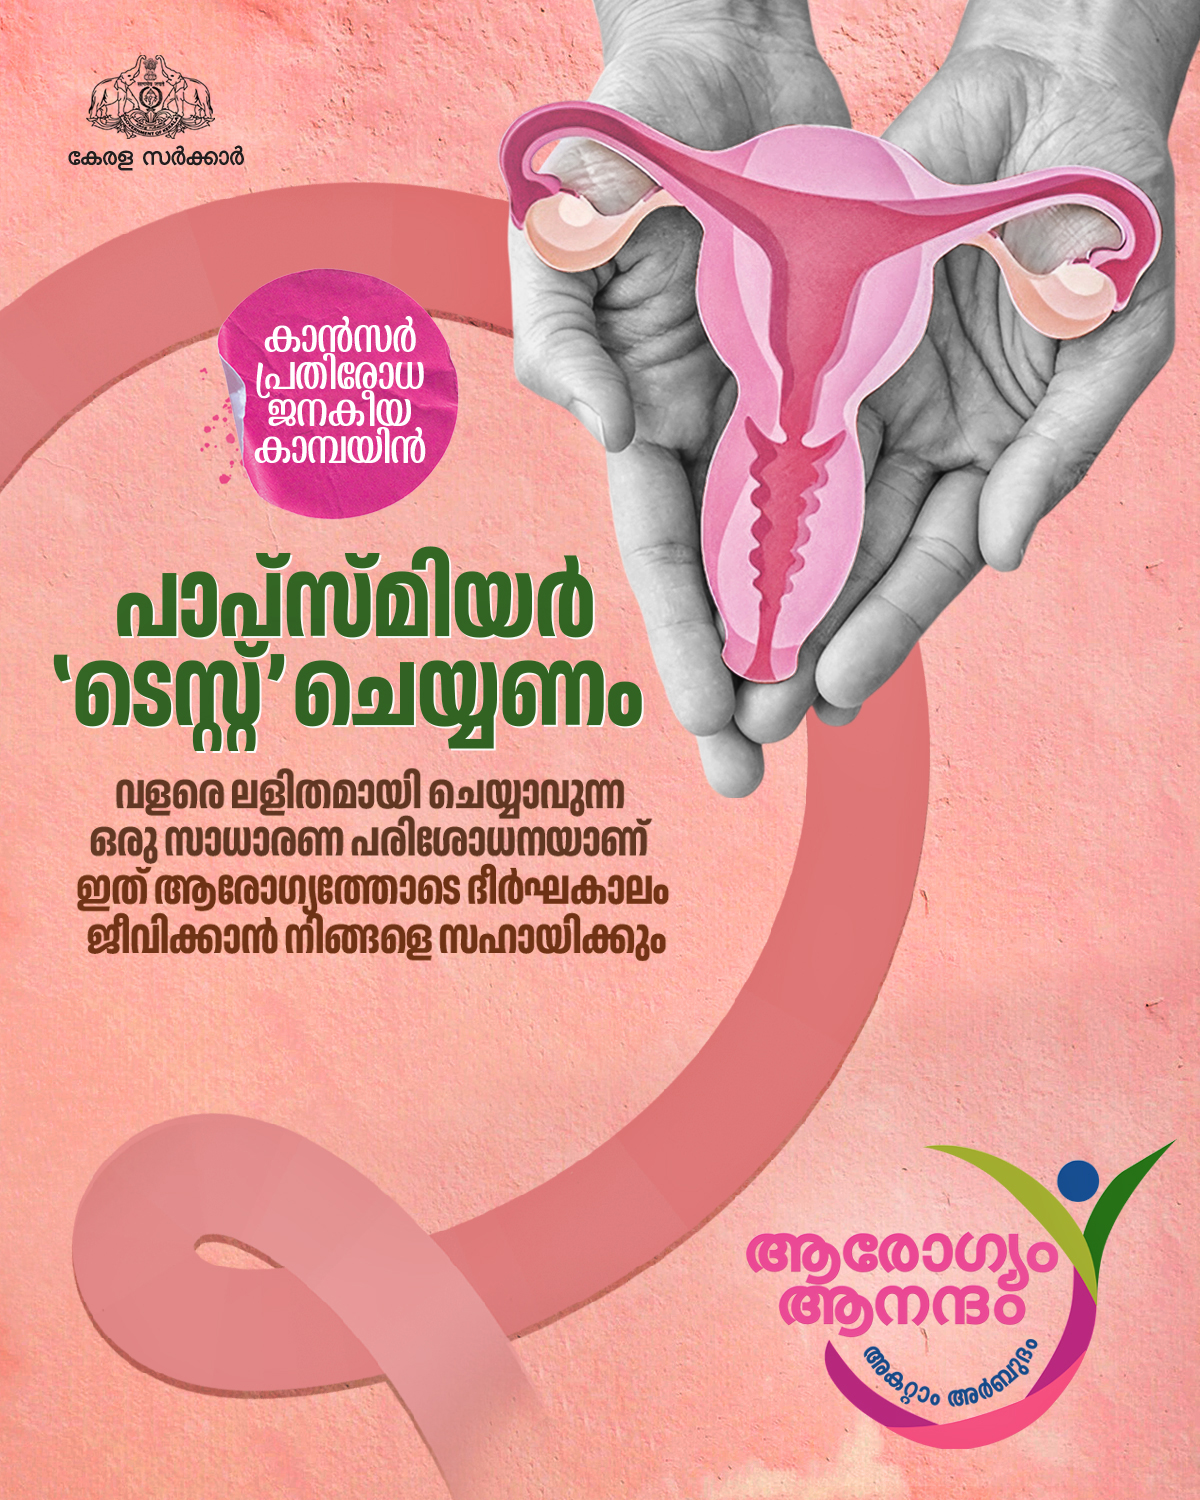 കേരള സർക്കാർ
കാൻസർ
പ്രതിരോധ
ജനകീയ
കാമ്പയിൻ
പാപ്സ്മിയർ
‘ടെസ്റ്റ്’ ചെയ്യണം
വളരെ ലളിതമായി ചെയ്യാവുന്ന
ഒരു സാധാരണ പരിശോധനയാണ്
ഇത് ആരോഗ്യത്തോടെ ദീർഘകാലം
ജീവിക്കാൻ നിങ്ങളെ സഹായിക്കും
ആരോഗ്യം
ആനന്ദം
അകറ്റാം അർബുദം